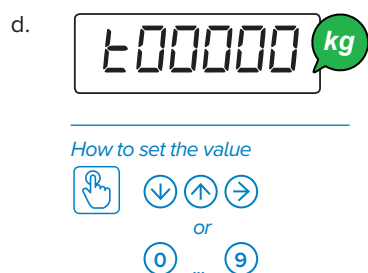 d.
t00000 kg
How to set the value
or
0 ... 9